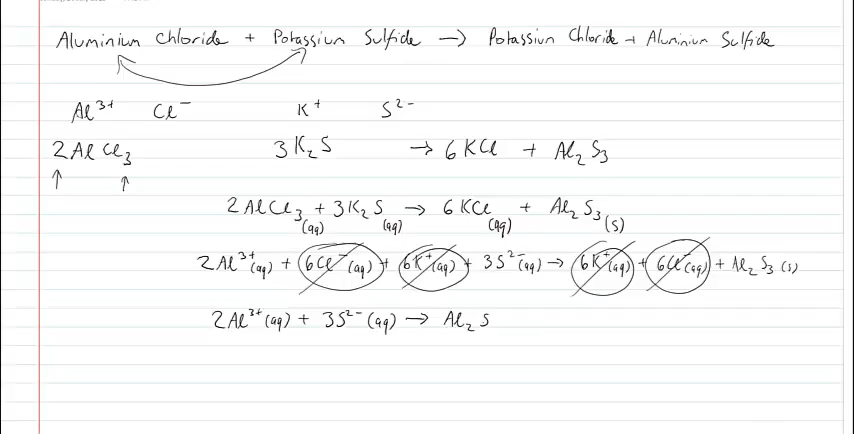 Aluminium Chloride + Potassium Sulfide → Potassium Chloride + Aluminium Sulfide
Al³⁺ Cl⁻ K⁺ S²⁻
2AlCl₃ 3K₂S → 6KCl + Al₂S₃
2AlCl₃(aq) + 3K₂S(aq) → 6KCl(aq) + Al₂S₃(s)
2Al³⁺(aq) + 6Cl⁻(aq) + 6K⁺(aq) + 3S²⁻(aq) → 6K⁺(aq) + 6Cl⁻(aq) + Al₂S₃(s)
2Al³⁺(aq) + 3S²⁻(aq) → Al₂S